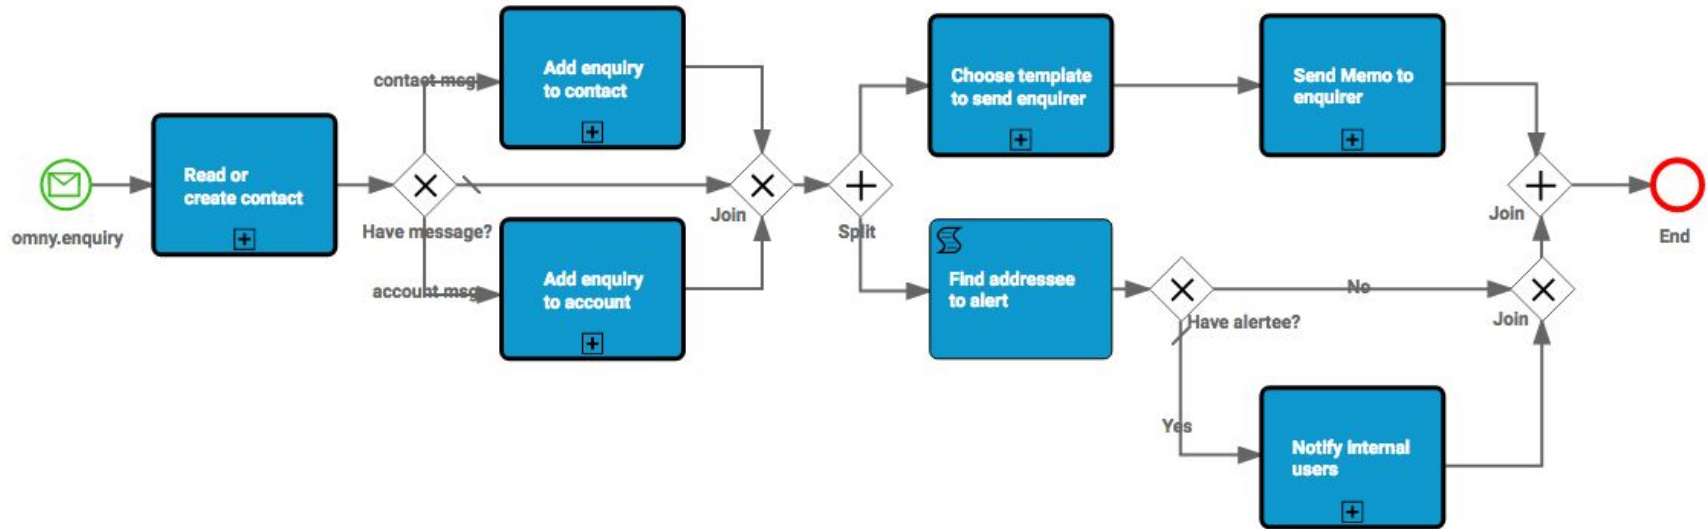 omny.enquiry
Read or
create contact
Have message?
contact msg
account msg
Add enquiry
to contact
Add enquiry
to account
Join
Split
Choose template
to send enquirer
Send Memo to
enquirer
Find addressee
to alert
Have alertee?
No
Yes
Notify internal
users
Join
Join
End